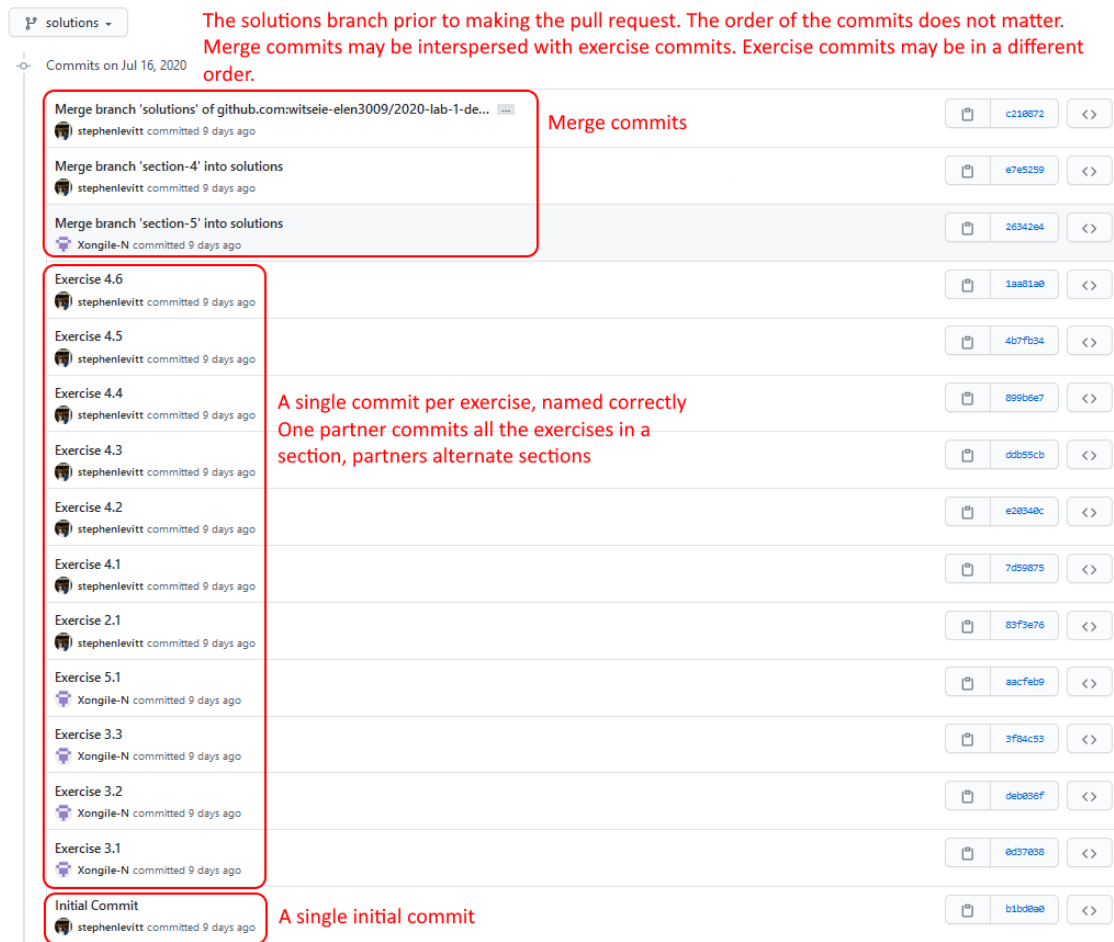 solutions
The solutions branch prior to making the pull request. The order of the commits does not matter.
Merge commits may be interspersed with exercise commits. Exercise commits may be in a different
order.
Commits on Jul 16, 2020
Merge branch 'solutions' of github.com:witseie-elen3009/2020-lab-1-de... ...
stephenlevitt committed 9 days ago
c210872
Merge commits
Merge branch 'section-4' into solutions
stephenlevitt committed 9 days ago
e7e5259
Merge branch 'section-5' into solutions
Xongile-N committed 9 days ago
26342e4
Exercise 4.6
stephenlevitt committed 9 days ago
1aa81a0
Exercise 4.5
stephenlevitt committed 9 days ago
4b7fb34
Exercise 4.4
stephenlevitt committed 9 days ago
899b6e7
A single commit per exercise, named correctly
One partner commits all the exercises in a
section, partners alternate sections
Exercise 4.3
stephenlevitt committed 9 days ago
ddb55cb
Exercise 4.2
stephenlevitt committed 9 days ago
e20340c
Exercise 4.1
stephenlevitt committed 9 days ago
7d59875
Exercise 2.1
stephenlevitt committed 9 days ago
83f3e76
Exercise 5.1
Xongile-N committed 9 days ago
aacfeb9
Exercise 3.3
Xongile-N committed 9 days ago
3f84c53
Exercise 3.2
Xongile-N committed 9 days ago
deb036f
Exercise 3.1
Xongile-N committed 9 days ago
0d37038
Initial Commit
stephenlevitt committed 9 days ago
b1bd0a0
A single initial commit